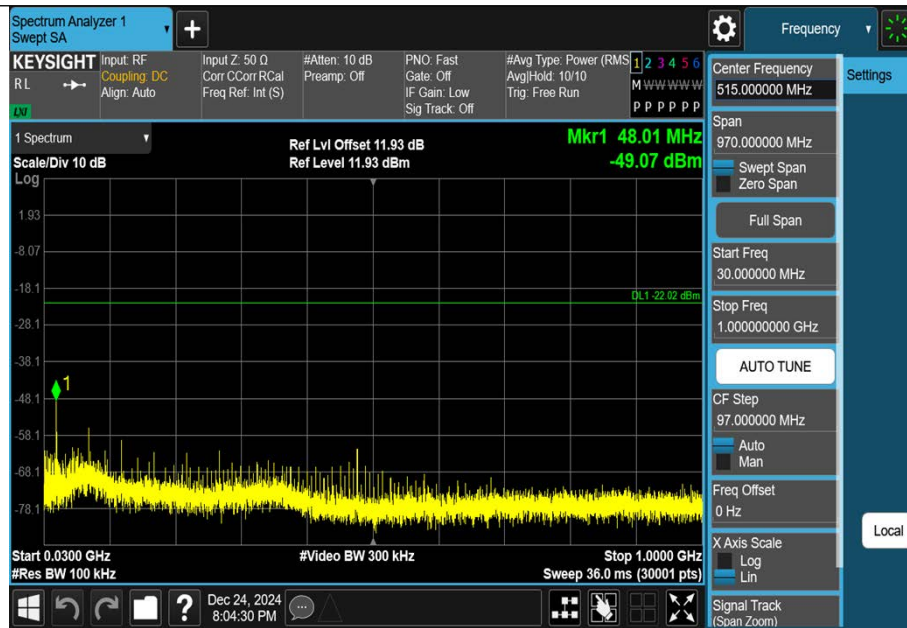 Spectrum Analyzer 1
Swept SA
Frequency
KEYSIGHT
R L
LXI
Input: RF
Coupling: DC
Align: Auto
Input Z: 50 Ω
Corr CCorr RCal
Freq Ref: Int (S)
#Atten: 10 dB
Preamp: Off
PNO: Fast
Gate: Off
IF Gain: Low
Sig Track: Off
#Avg Type: Power (RMS
Avg|Hold: 10/10
Trig: Free Run
1 2 3 4 5 6
M W W W W W
P P P P P P
1 Spectrum
Scale/Div 10 dB
Log
Ref Lvl Offset 11.93 dB
Ref Level 11.93 dBm
Mkr1 48.01 MHz
-49.07 dBm
1.93
-8.07
-18.1
DL1 -22.02 dBm
-28.1
-38.1
1
-48.1
-58.1
-68.1
-78.1
Start 0.0300 GHz
#Res BW 100 kHz
#Video BW 300 kHz
Stop 1.0000 GHz
Sweep 36.0 ms (30001 pts)
?
Dec 24, 2024
8:04:30 PM
Center Frequency
515.000000 MHz
Span
970.000000 MHz
Swept Span
Zero Span
Full Span
Start Freq
30.000000 MHz
Stop Freq
1.000000000 GHz
AUTO TUNE
CF Step
97.000000 MHz
Auto
Man
Freq Offset
0 Hz
X Axis Scale
Log
Lin
Signal Track
(Span Zoom)
Settings
Local